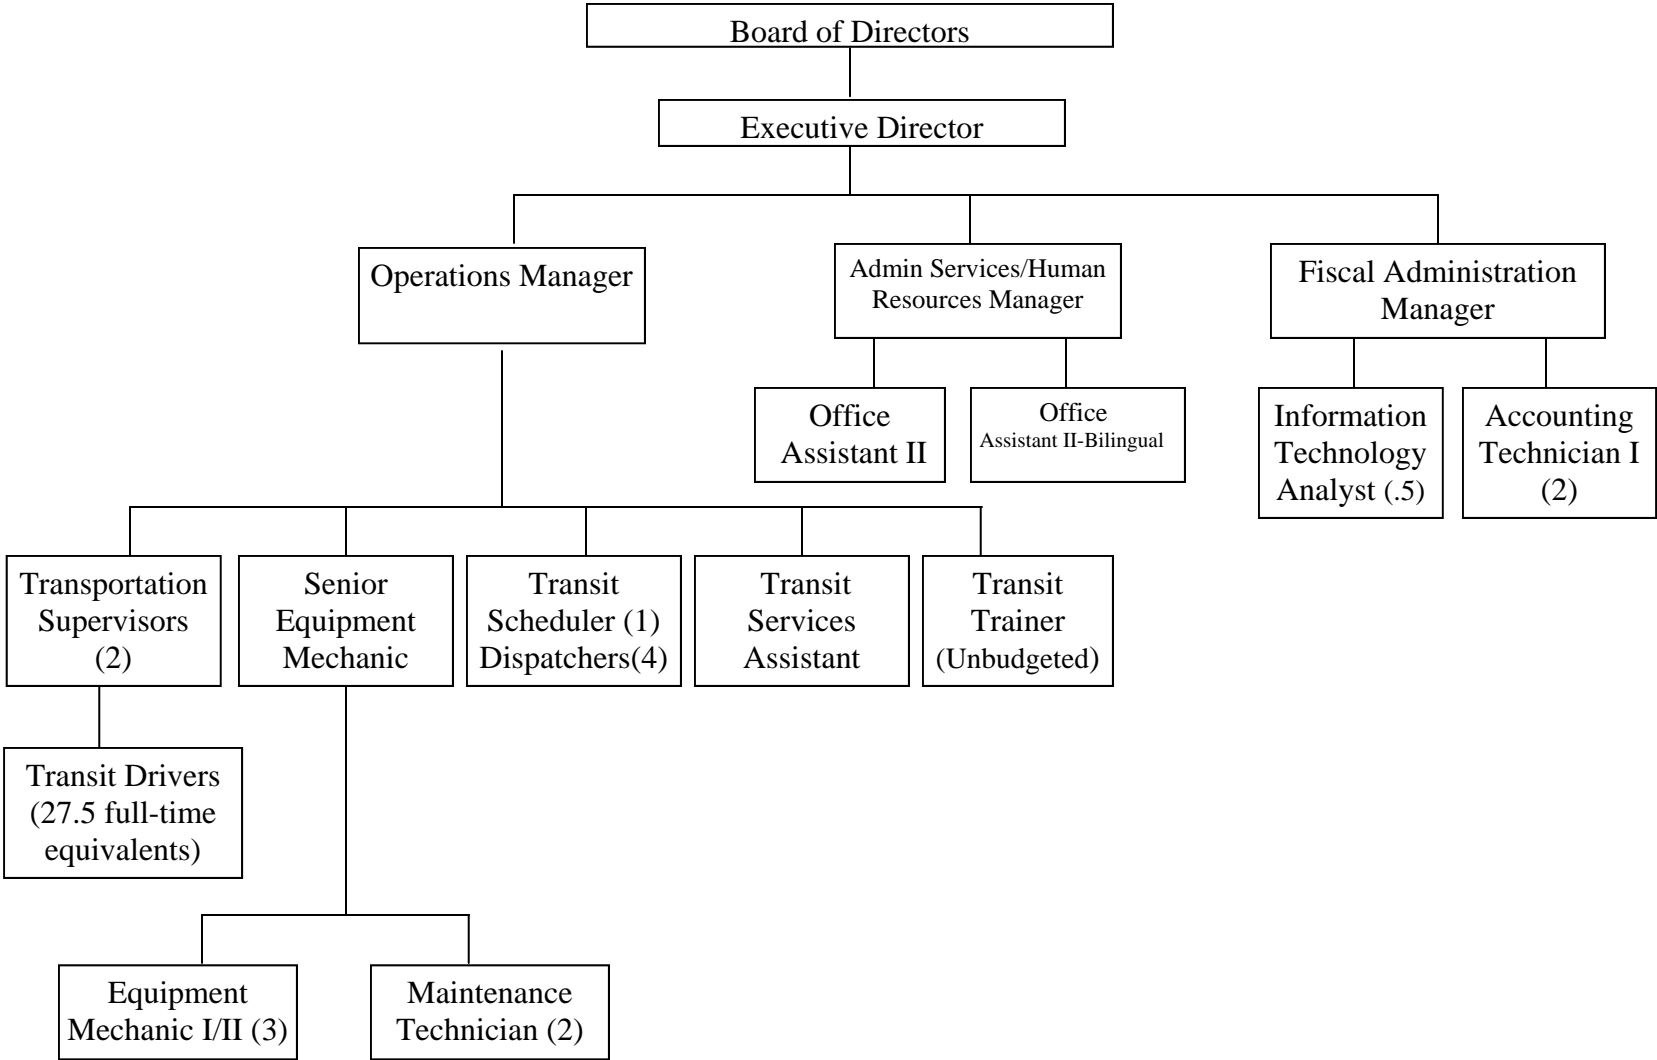 Board of Directors
Executive Director
Operations Manager
Admin Services/Human
Resources Manager
Fiscal Administration
Manager
Office
Assistant II
Office
Assistant II-Bilingual
Information
Technology
Analyst (.5)
Accounting
Technician I
(2)
Transportation
Supervisors
(2)
Senior
Equipment
Mechanic
Transit
Scheduler (1)
Dispatchers(4)
Transit
Services
Assistant
Transit
Trainer
(Unbudgeted)
Transit Drivers
(27.5 full-time
equivalents)
Equipment
Mechanic I/II (3)
Maintenance
Technician (2)